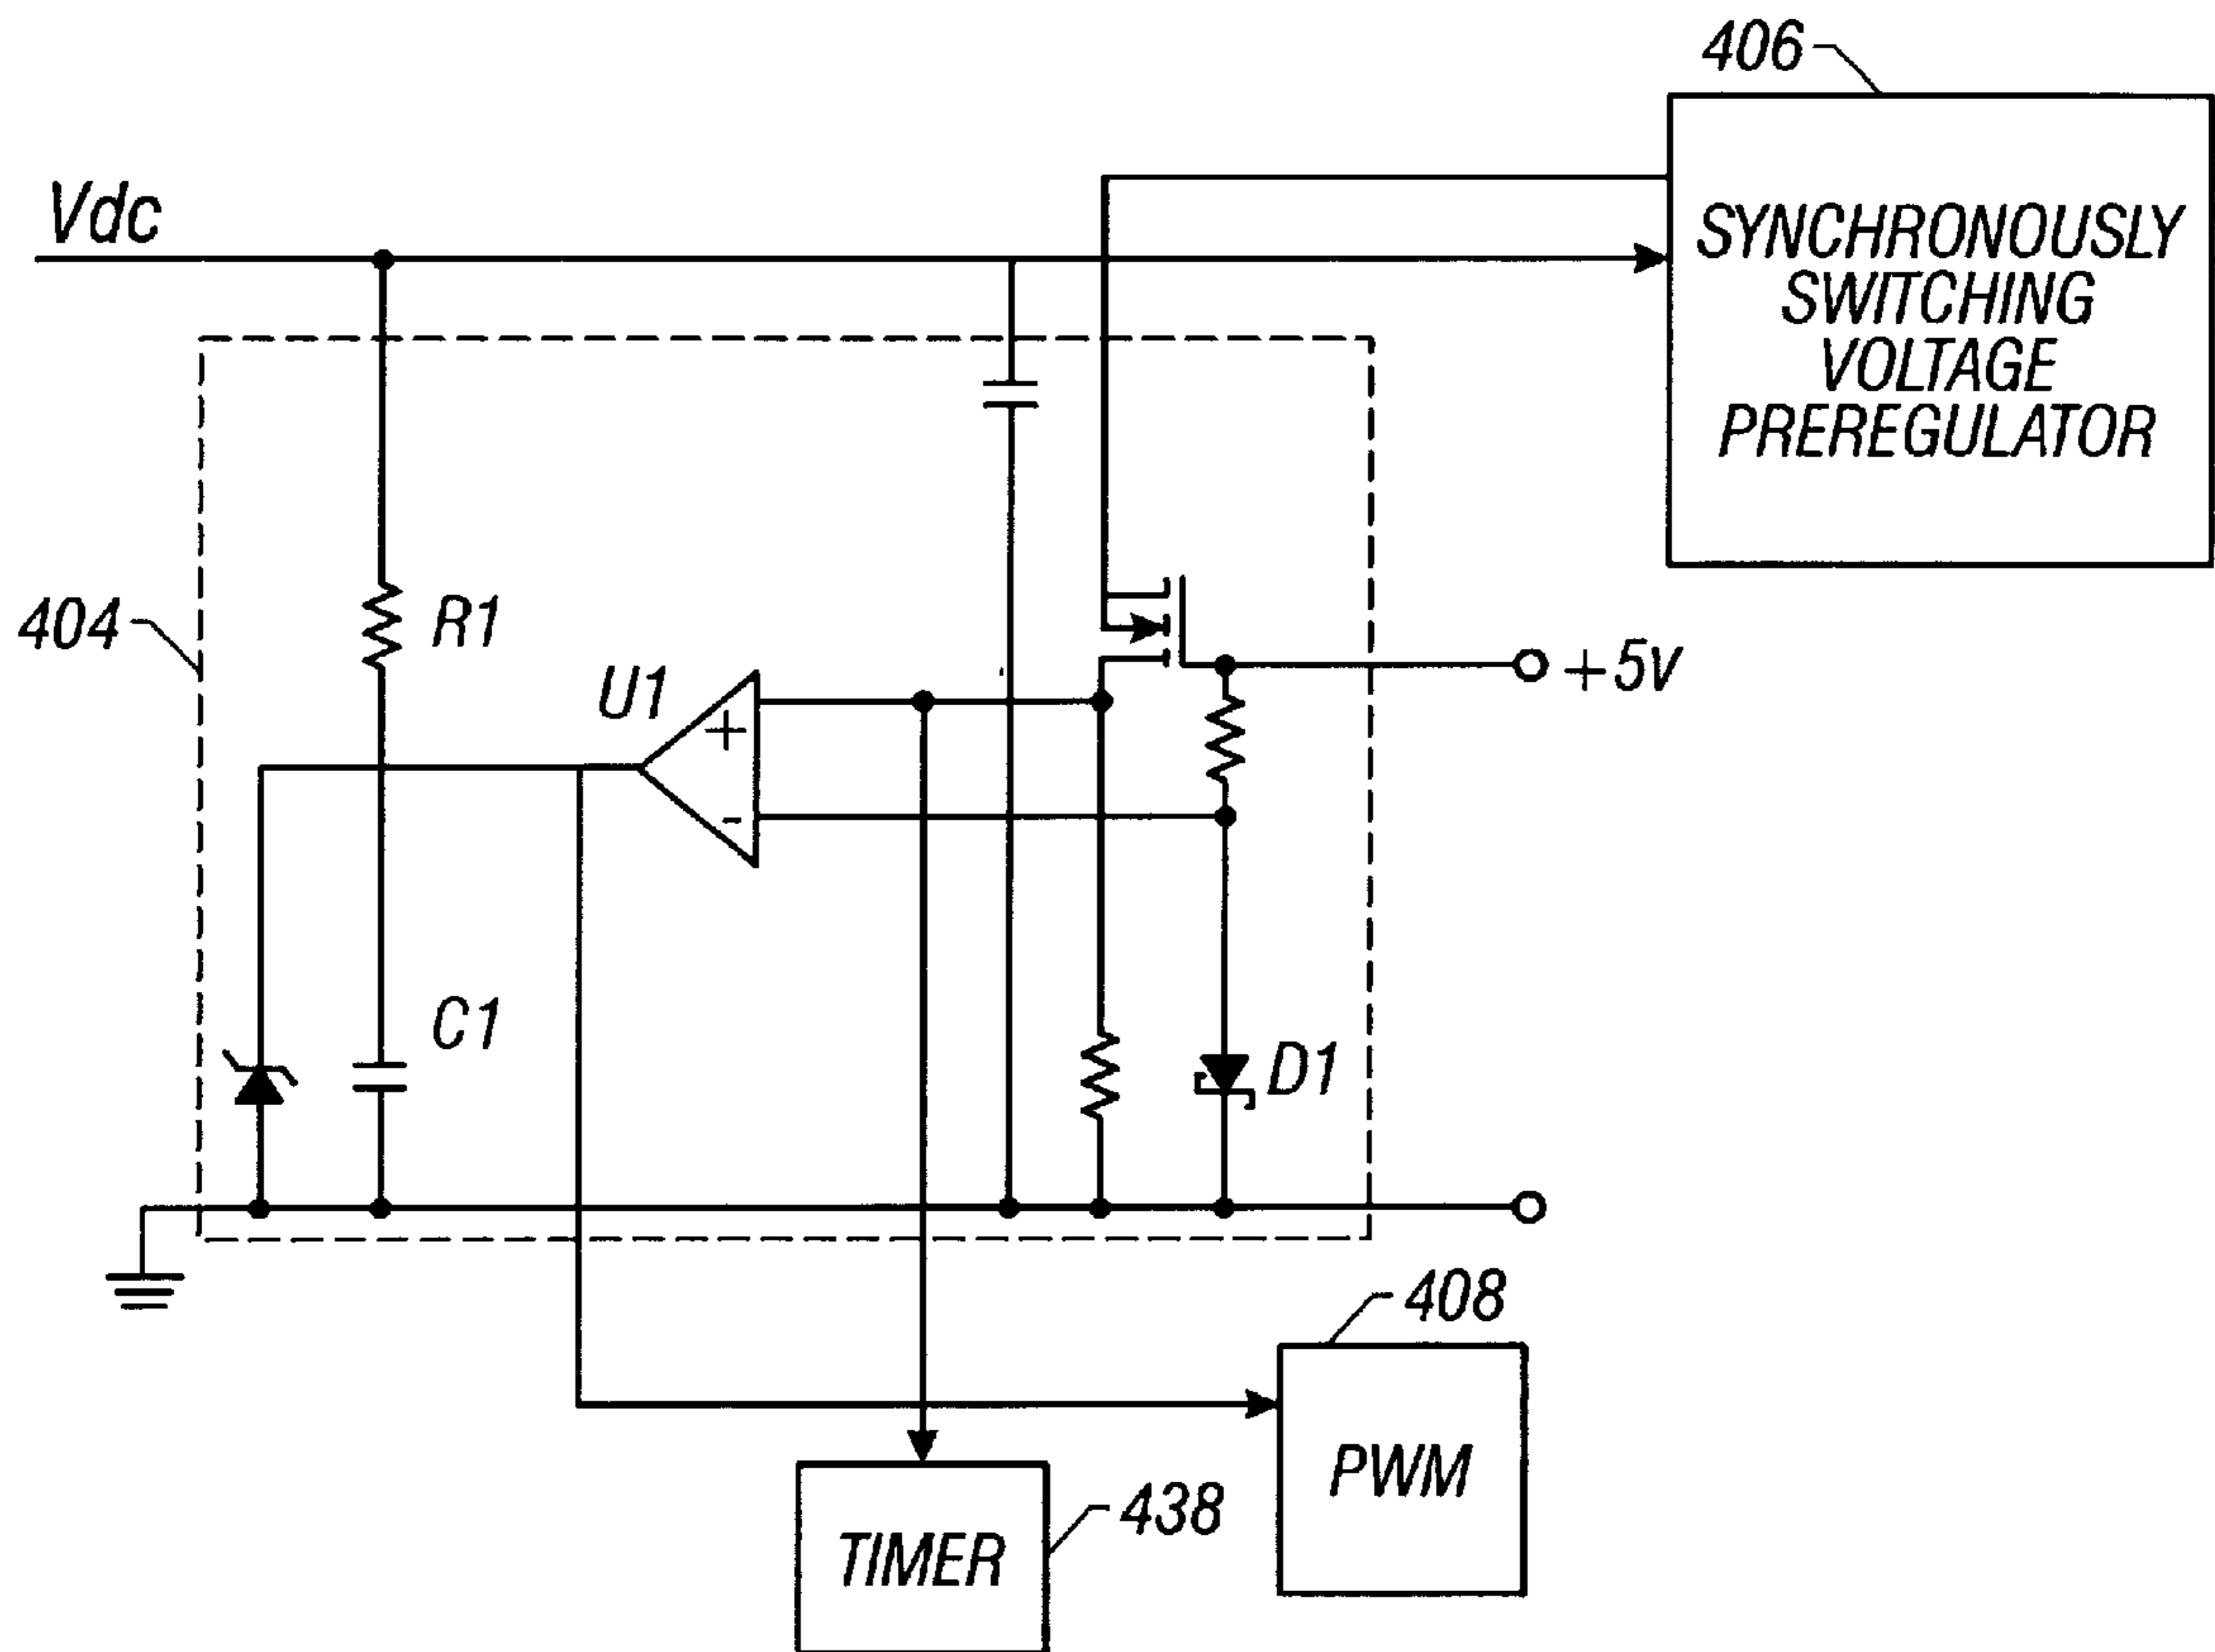 406
Vdc
SYNCHRONOUSLY
SWITCHING
VOLTAGE
PREREGULATOR
404
R1
U1
+
-
+5v
C1
D1
408
PWM
438
TIMER